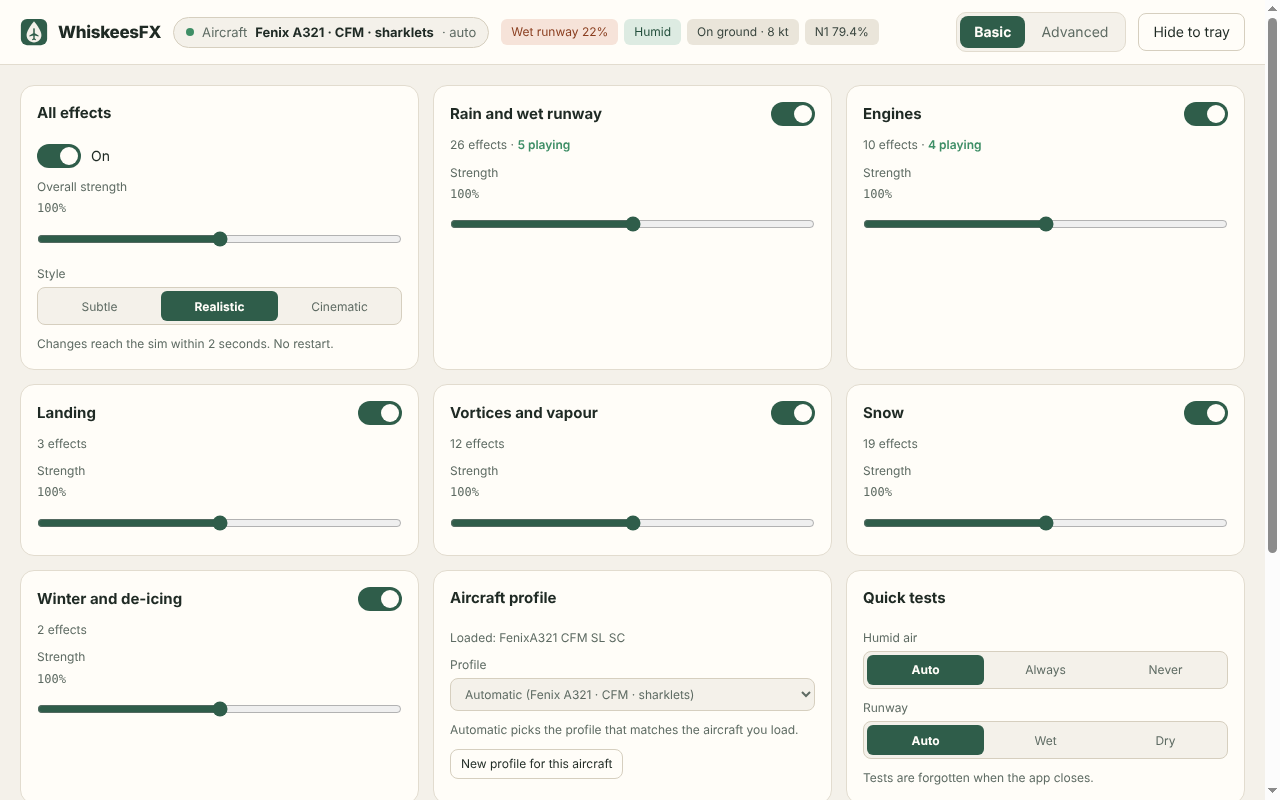 WhiskeesFX
Aircraft Fenix A321 · CFM · sharklets · auto
Wet runway 22%
Humid
On ground · 8 kt
N1 79.4%
Basic
Advanced
Hide to tray
All effects
On
Overall strength
100%
Style
Subtle
Realistic
Cinematic
Changes reach the sim within 2 seconds. No restart.
Rain and wet runway
26 effects · 5 playing
Strength
100%
Engines
10 effects · 4 playing
Strength
100%
Landing
3 effects
Strength
100%
Vortices and vapour
12 effects
Strength
100%
Snow
19 effects
Strength
100%
Winter and de-icing
2 effects
Strength
100%
Aircraft profile
Loaded: FenixA321 CFM SL SC
Profile
Automatic (Fenix A321 · CFM · sharklets)
Automatic picks the profile that matches the aircraft you load.
New profile for this aircraft
Quick tests
Humid air
Auto
Always
Never
Runway
Auto
Wet
Dry
Tests are forgotten when the app closes.